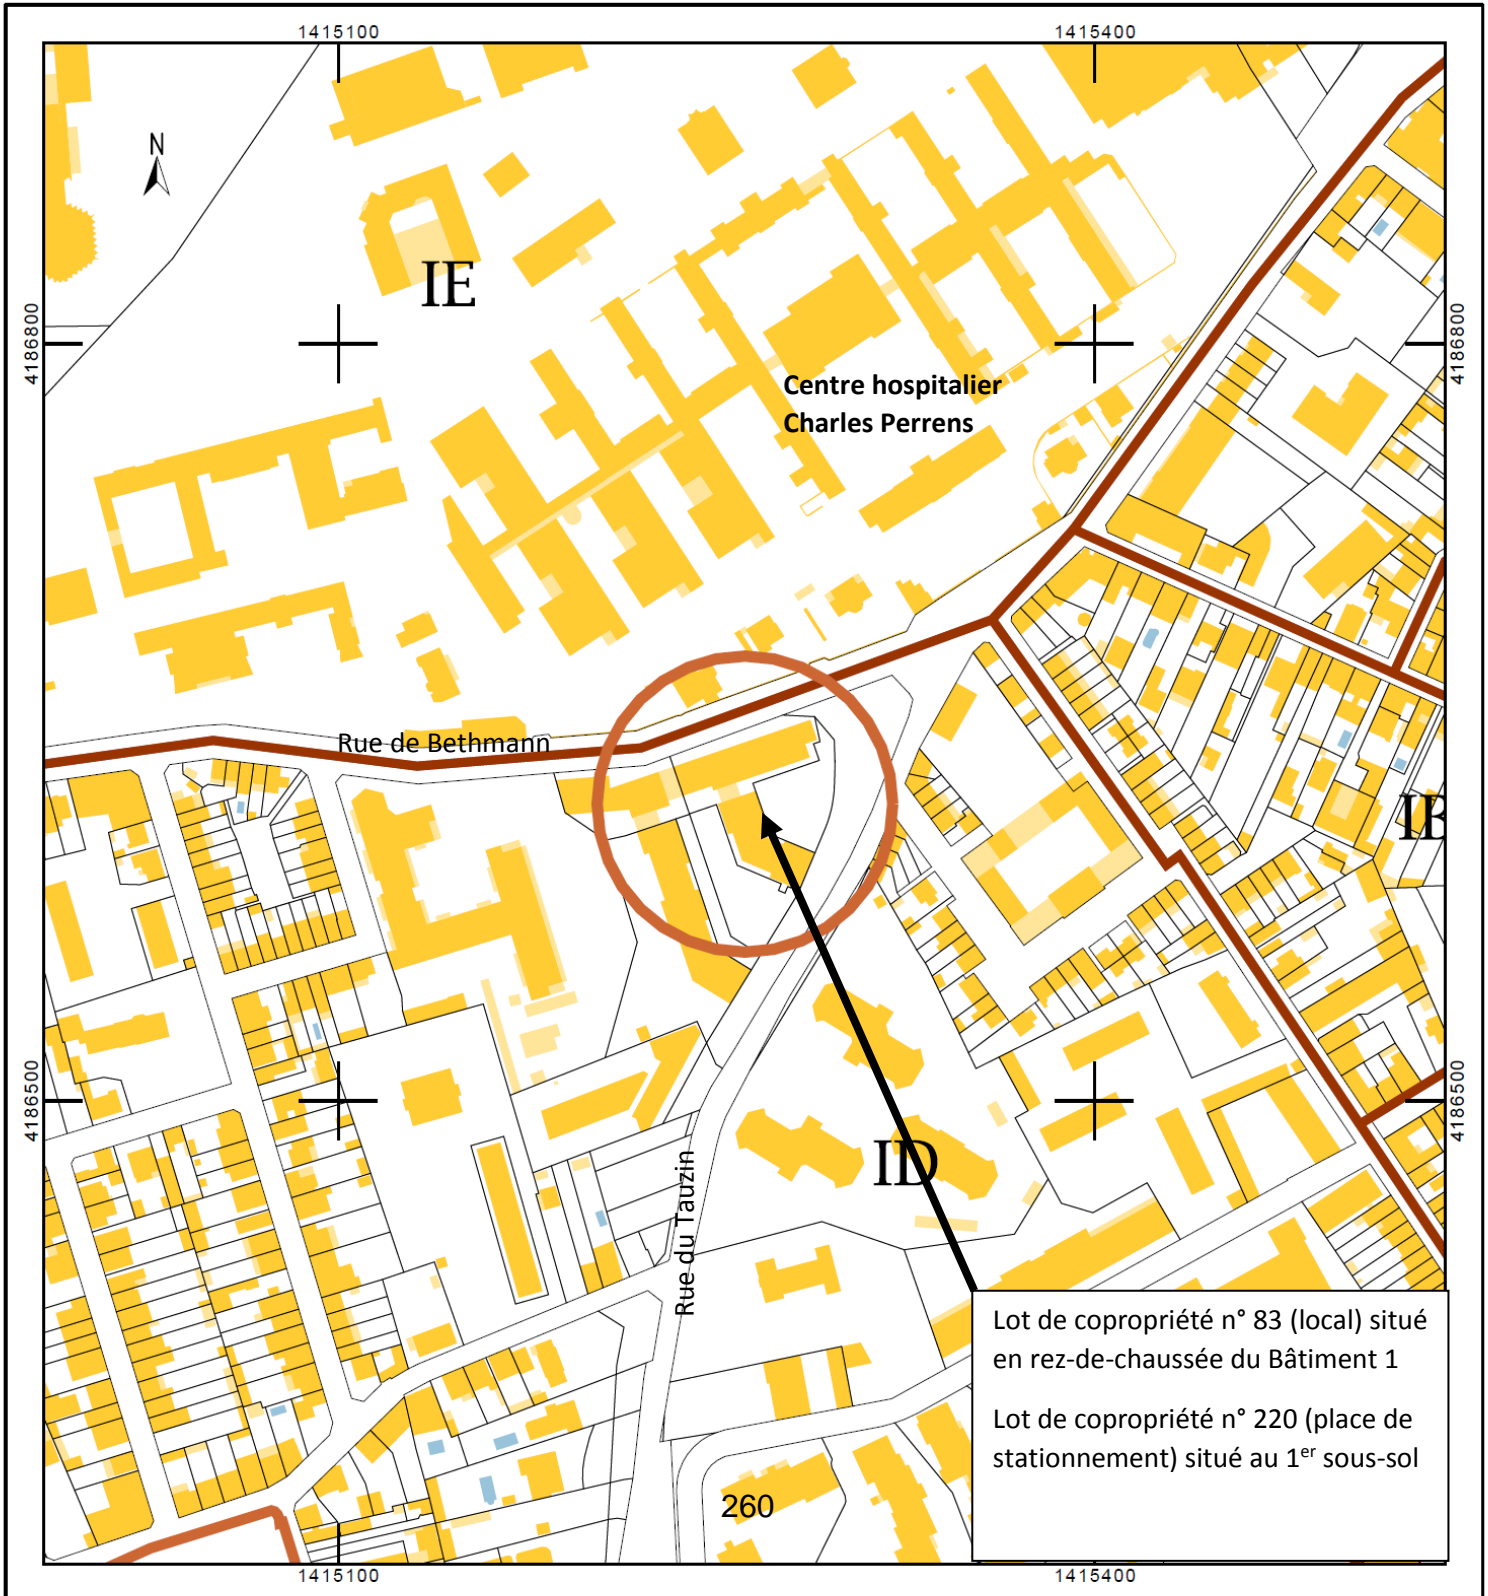 1415100
1415400
N
IE
4186800
4186800
Centre hospitalier
Charles Perrens
Rue de Bethmann
IB
4186500
4186500
ID
Rue du Tauzin
Lot de copropriété n° 83 (local) situé
en rez-de-chaussée du Bâtiment 1
Lot de copropriété n° 220 (place de
stationnement) situé au 1er sous-sol
260
1415100
1415400